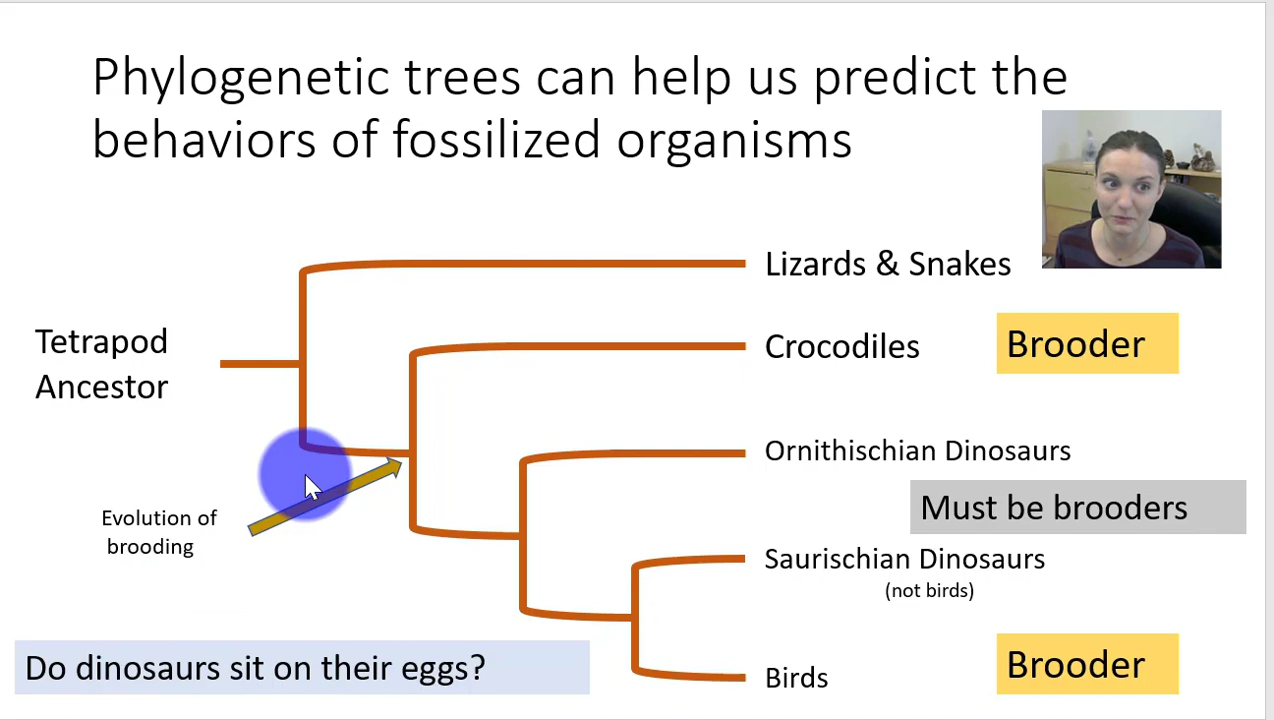 Phylogenetic trees can help us predict the
behaviors of fossilized organisms
Lizards & Snakes
Tetrapod
Ancestor
Crocodiles
Brooder
Ornithischian Dinosaurs
Must be brooders
Evolution of
brooding
Saurischian Dinosaurs
(not birds)
Do dinosaurs sit on their eggs?
Birds
Brooder